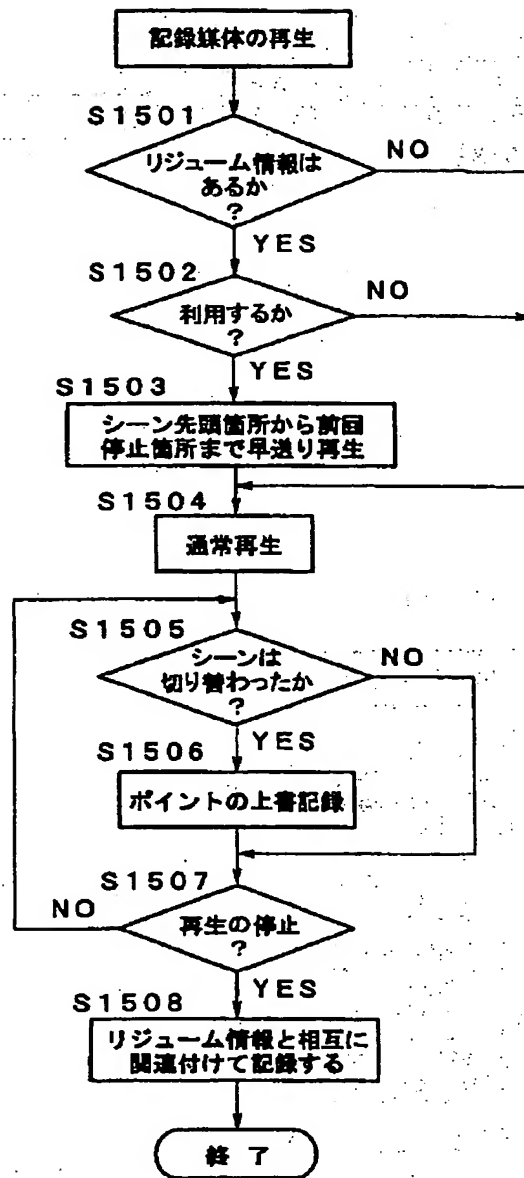 記録媒体の再生
S1501
リジューム情報は
あるか
?
NO
YES
S1502
利用するか
?
NO
YES
S1503
シーン先頭箇所から前回
停止箇所まで早送り再生
S1504
通常再生
S1505
シーンは
切り替わったか
?
NO
YES
S1506
ポイントの上書記録
S1507
再生の停止
?
NO
YES
S1508
リジューム情報と相互に
関連付けて記録する
終了